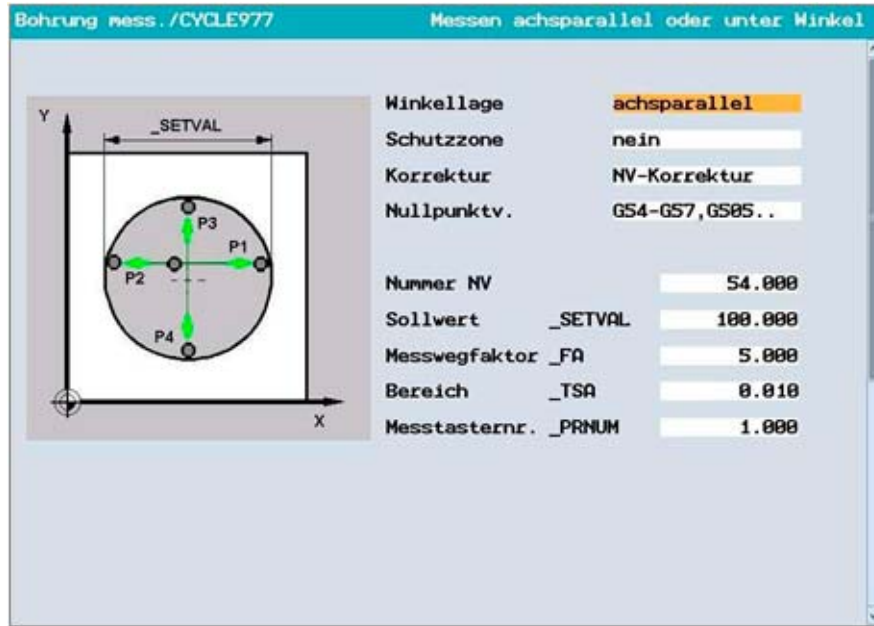 Bohrung mess./CYCLE977 Messen achsparallel oder unter Winkel
Y
_SETVAL
P3
P1
P2
P4
X
Winkellage achsparallel
Schutzzone nein
Korrektur NV-Korrektur
Nullpunktv. G54-G57,G505..
Nummer NV 54.000
Sollwert _SETVAL 100.000
Messwegfaktor _FA 5.000
Bereich _TSA 0.010
Messtasternr. _PRNUM 1.000